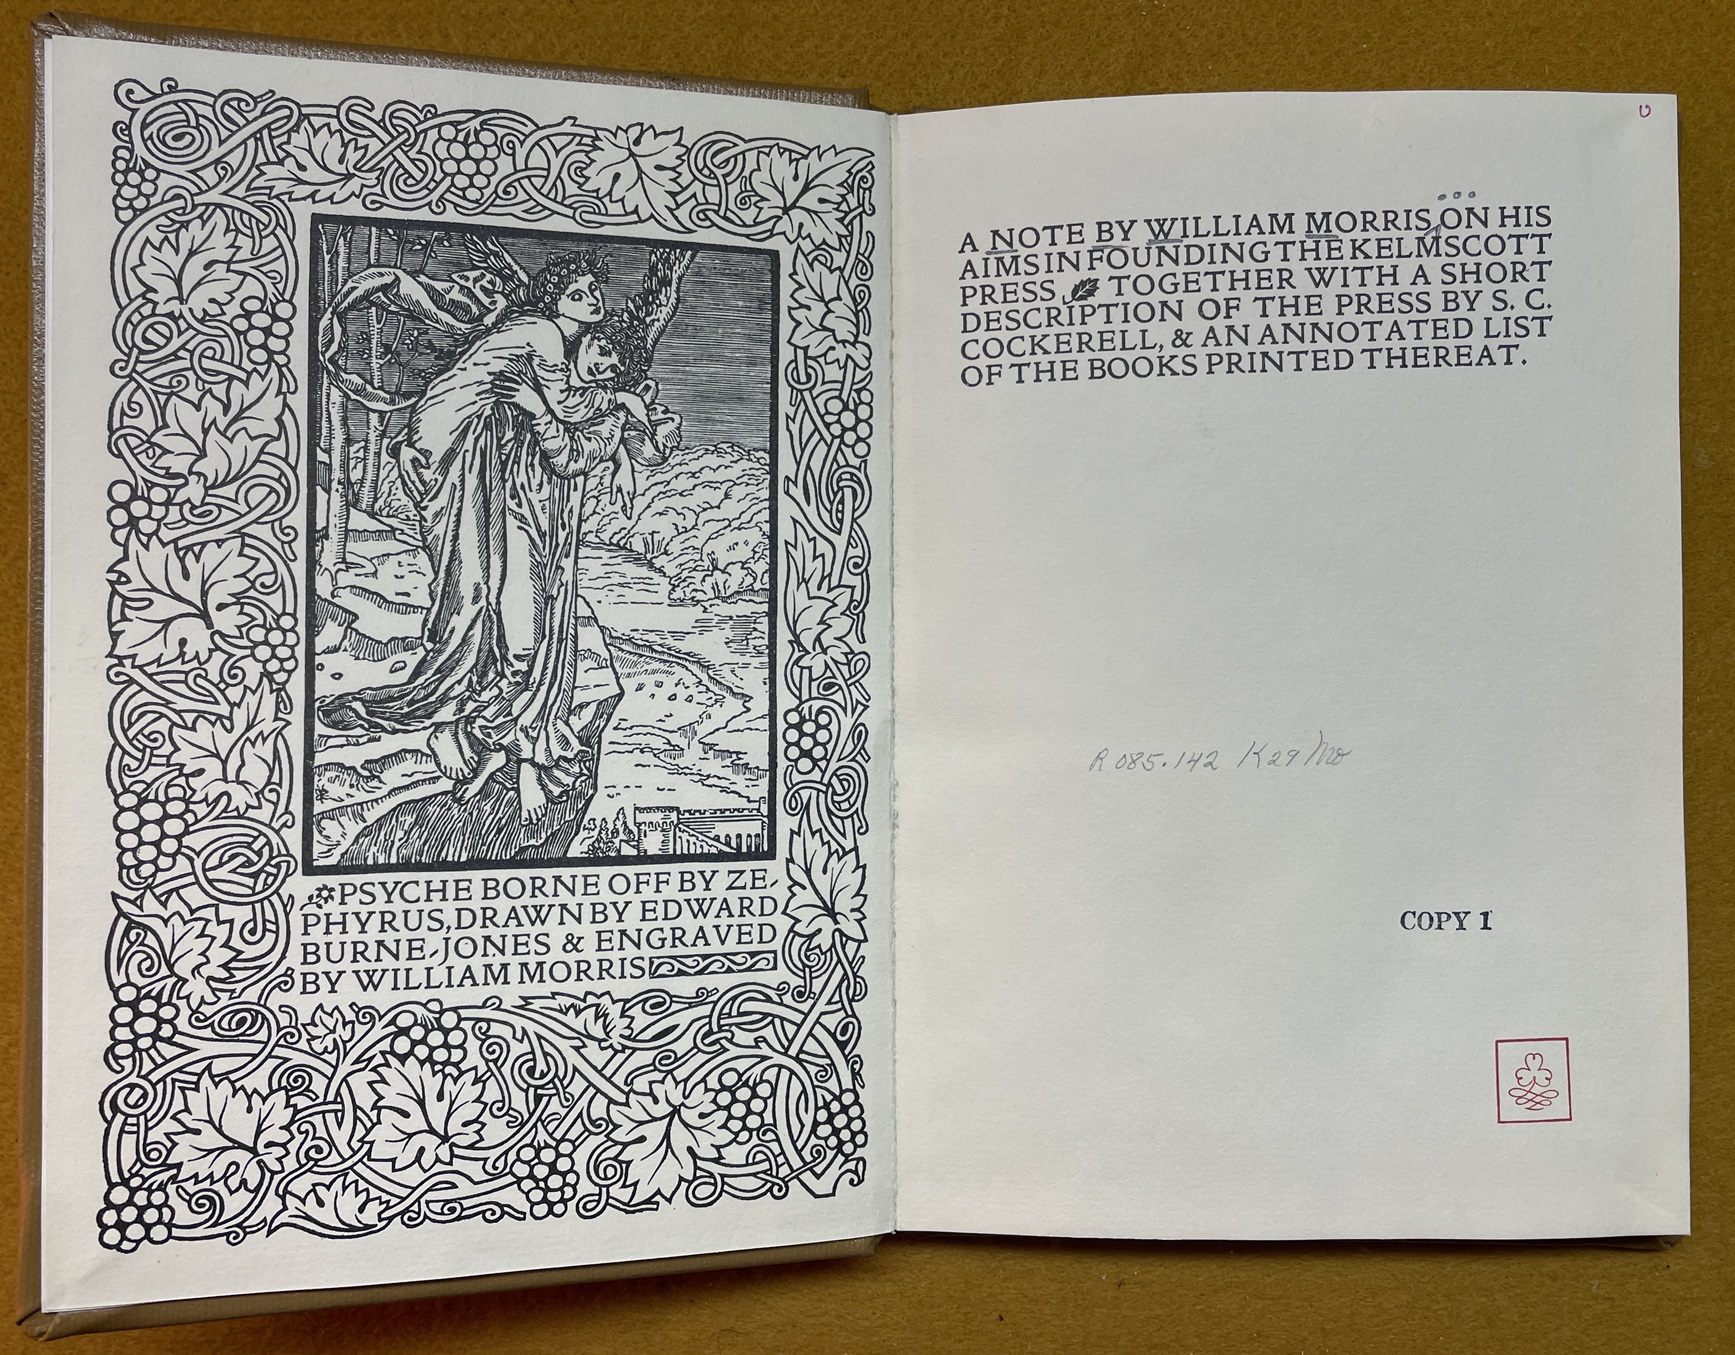 PSYCHE BORNE OFF BY ZE-
PHYRUS, DRAWN BY EDWARD
BURNE-JONES & ENGRAVED
BY WILLIAM MORRIS
A NOTE BY WILLIAM MORRIS ON HIS
AIMS IN FOUNDING THE KELMSCOTT
PRESS TOGETHER WITH A SHORT
DESCRIPTION OF THE PRESS BY S. C.
COCKERELL, & AN ANNOTATED LIST
OF THE BOOKS PRINTED THEREAT.
R 085.142 K29mo
COPY 1